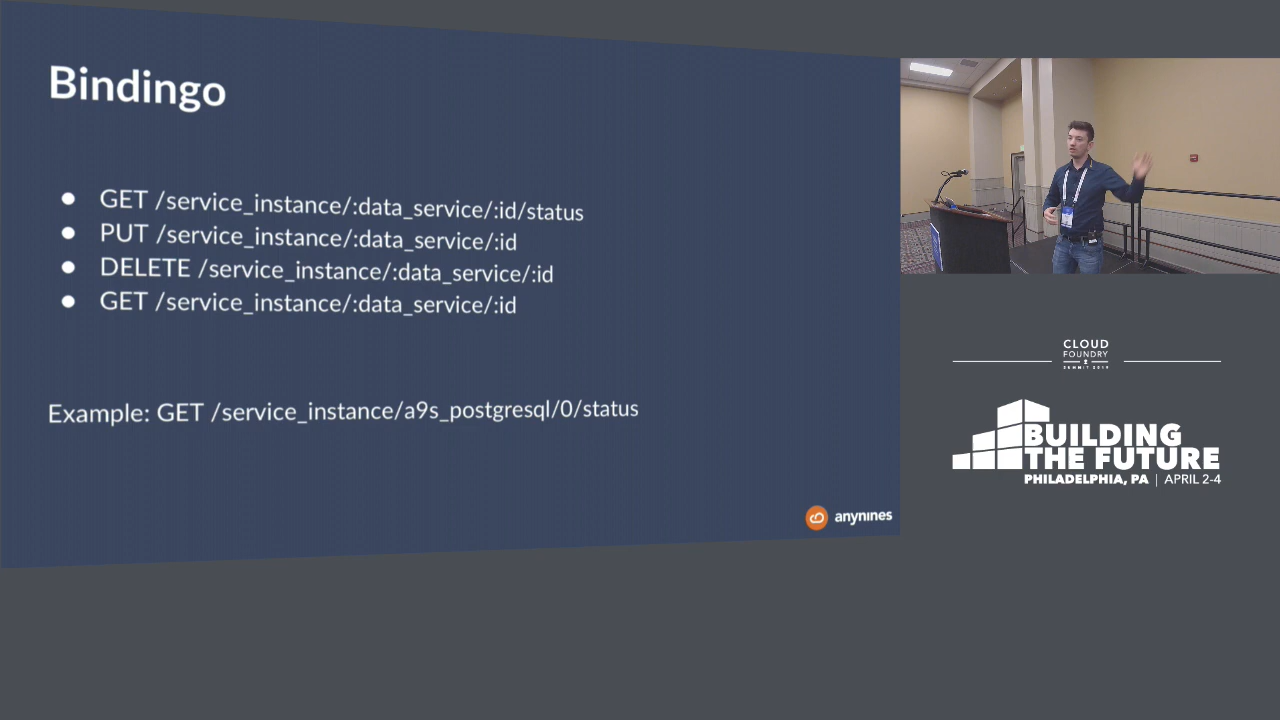 Bindingo
● GET /service_instance/:data_service/:id/status
● PUT /service_instance/:data_service/:id
● DELETE /service_instance/:data_service/:id
● GET /service_instance/:data_service/:id
Example: GET /service_instance/a9s_postgresql/0/status
anynines
CLOUD
FOUNDRY
SUMMIT 2019
BUILDING
THE FUTURE
PHILADELPHIA, PA | APRIL 2-4